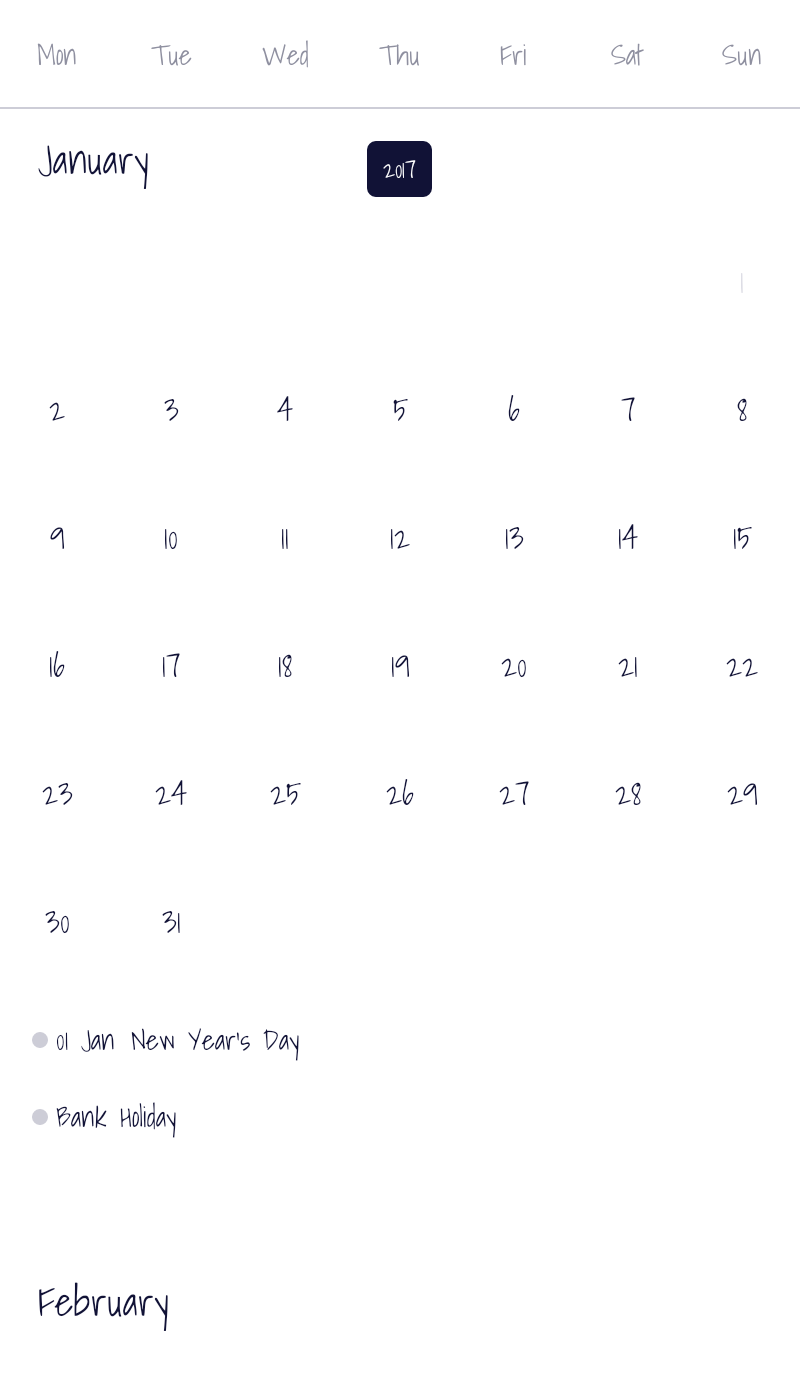 Mon Tue Wed Thu Fri Sat Sun
January 2017
1
2 3 4 5 6 7 8
9 10 11 12 13 14 15
16 17 18 19 20 21 22
23 24 25 26 27 28 29
30 31
01 Jan New Year's Day
Bank Holiday
February